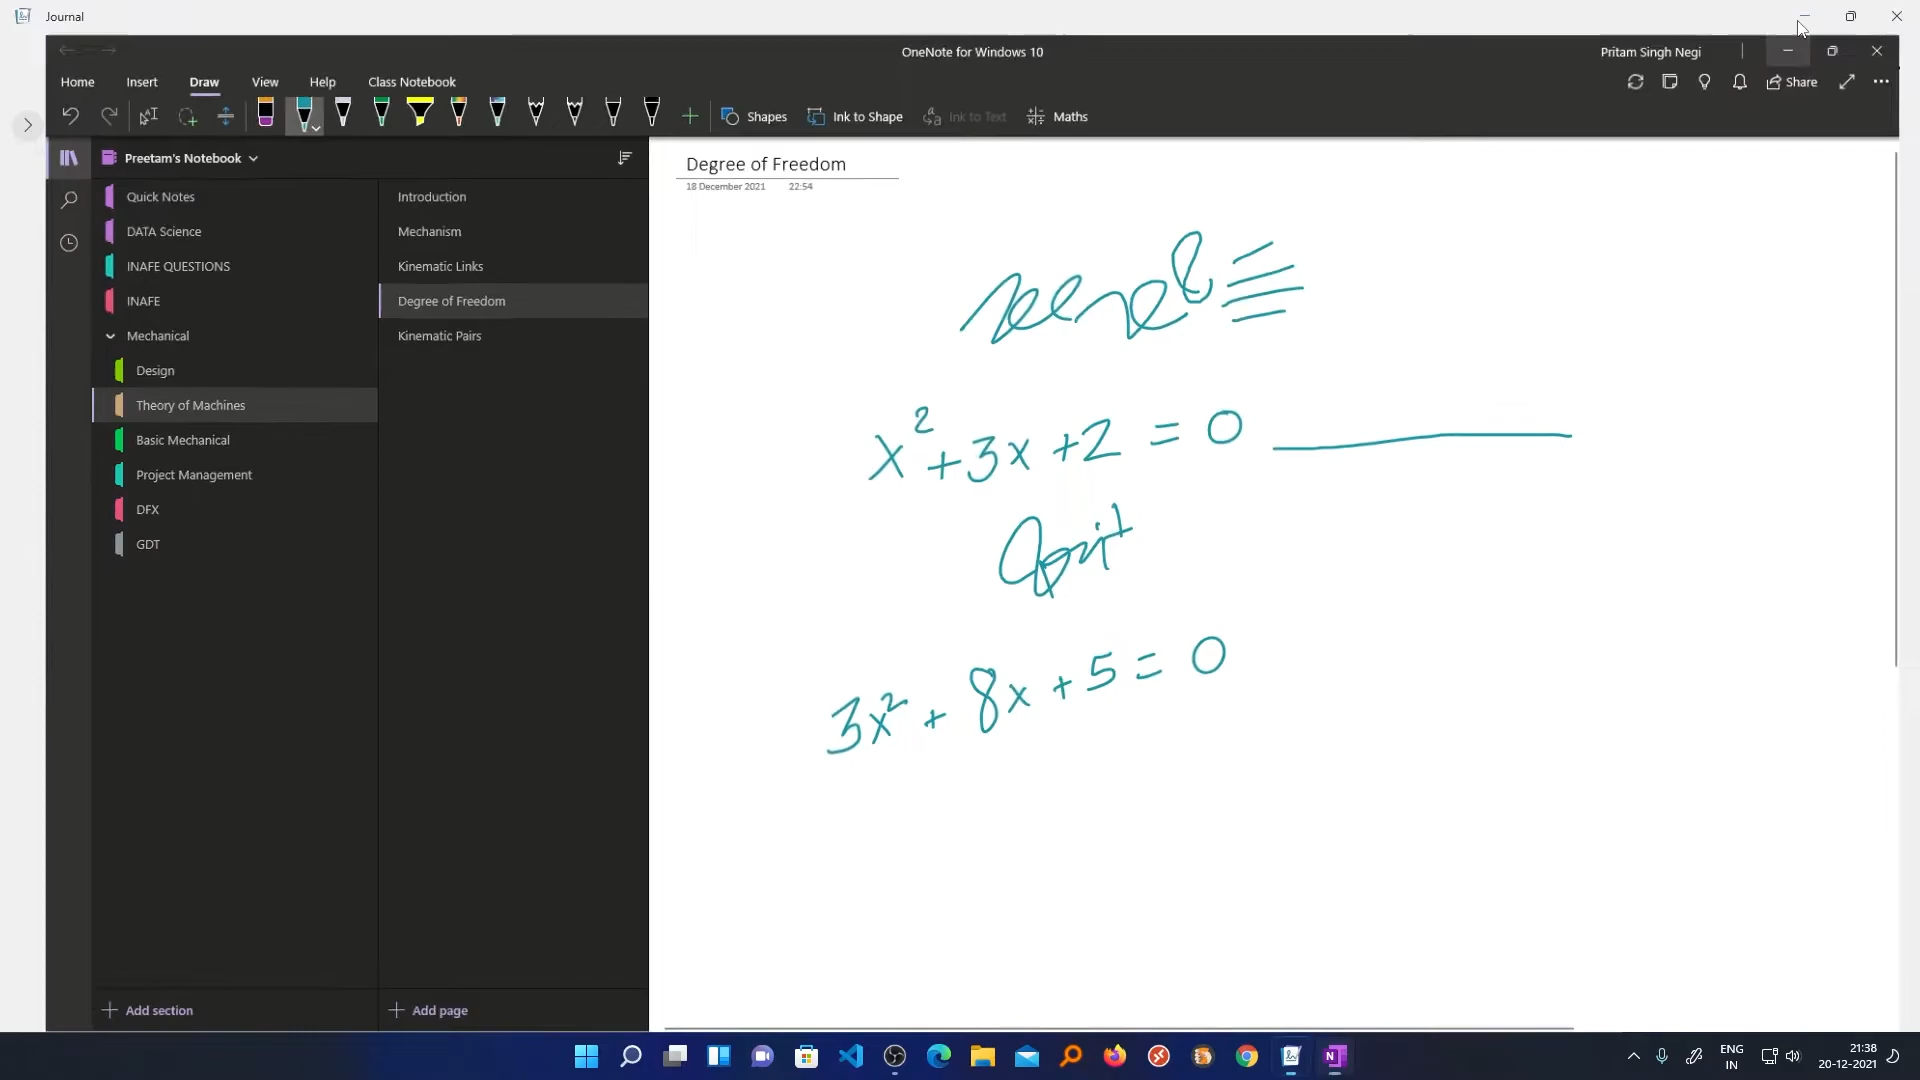 Journal
OneNote for Windows 10
Pritam Singh Negi
Home Insert Draw View Help Class Notebook
Share
Shapes Ink to Shape Ink to Text Maths
Preetam's Notebook
Quick Notes
DATA Science
INAFE QUESTIONS
INAFE
Mechanical
Design
Theory of Machines
Basic Mechanical
Project Management
DFX
GDT
Add section
Introduction
Mechanism
Kinematic Links
Degree of Freedom
Kinematic Pairs
Add page
Degree of Freedom
18 December 2021 22:54
x² + 3x + 2 = 0
3x² + 8x + 5 = 0
ENG
IN
21:38
20-12-2021